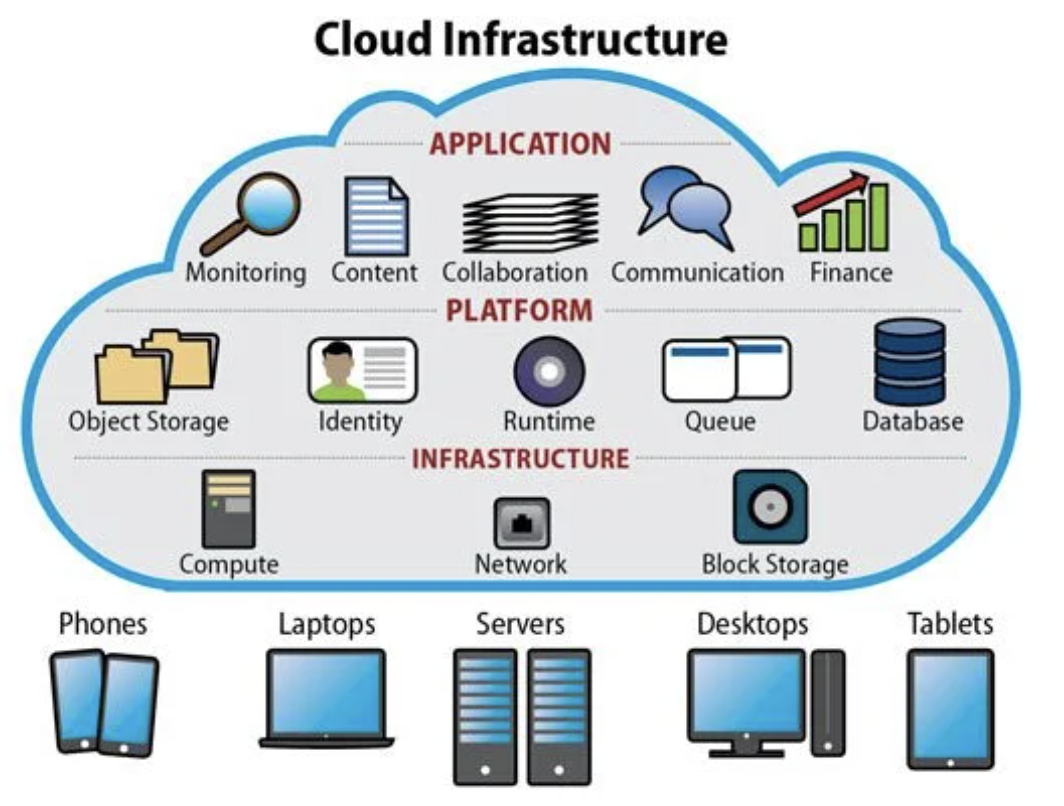 Cloud Infrastructure
APPLICATION
Monitoring Content Collaboration Communication Finance
PLATFORM
Object Storage Identity Runtime Queue Database
INFRASTRUCTURE
Compute Network Block Storage
Phones Laptops Servers Desktops Tablets